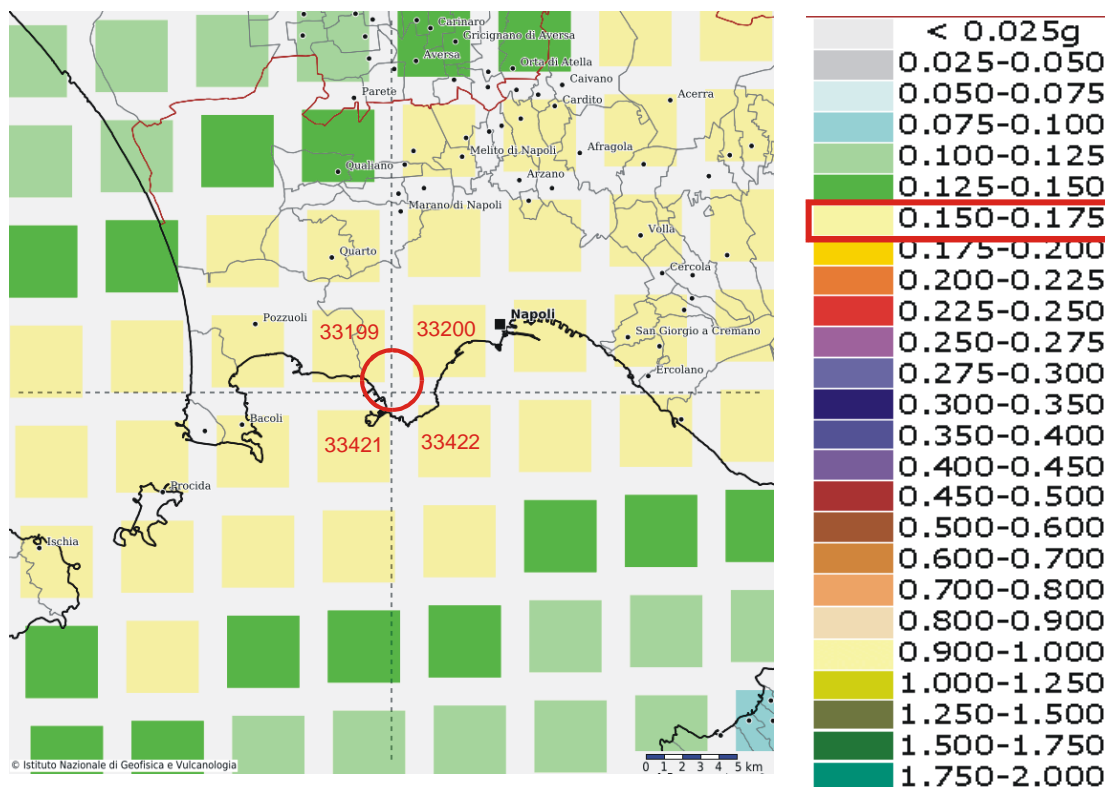 Carinaro
Gricignano di Aversa
Aversa
Orta di Atella
Caivano
Parete
Cardito
Acerra
Melito di Napoli
Afragola
Qualiano
Arzano
Marano di Napoli
Volla
Quarto
Cercola
Pozzuoli
33199
33200
Napoli
San Giorgio a Cremano
Ercolano
Bacoli
33421
33422
Procida
Ischia
© Istituto Nazionale di Geofisica e Vulcanologia
0 1 2 3 4 5 km
< 0.025g
0.025-0.050
0.050-0.075
0.075-0.100
0.100-0.125
0.125-0.150
0.150-0.175
0.175-0.200
0.200-0.225
0.225-0.250
0.250-0.275
0.275-0.300
0.300-0.350
0.350-0.400
0.400-0.450
0.450-0.500
0.500-0.600
0.600-0.700
0.700-0.800
0.800-0.900
0.900-1.000
1.000-1.250
1.250-1.500
1.500-1.750
1.750-2.000